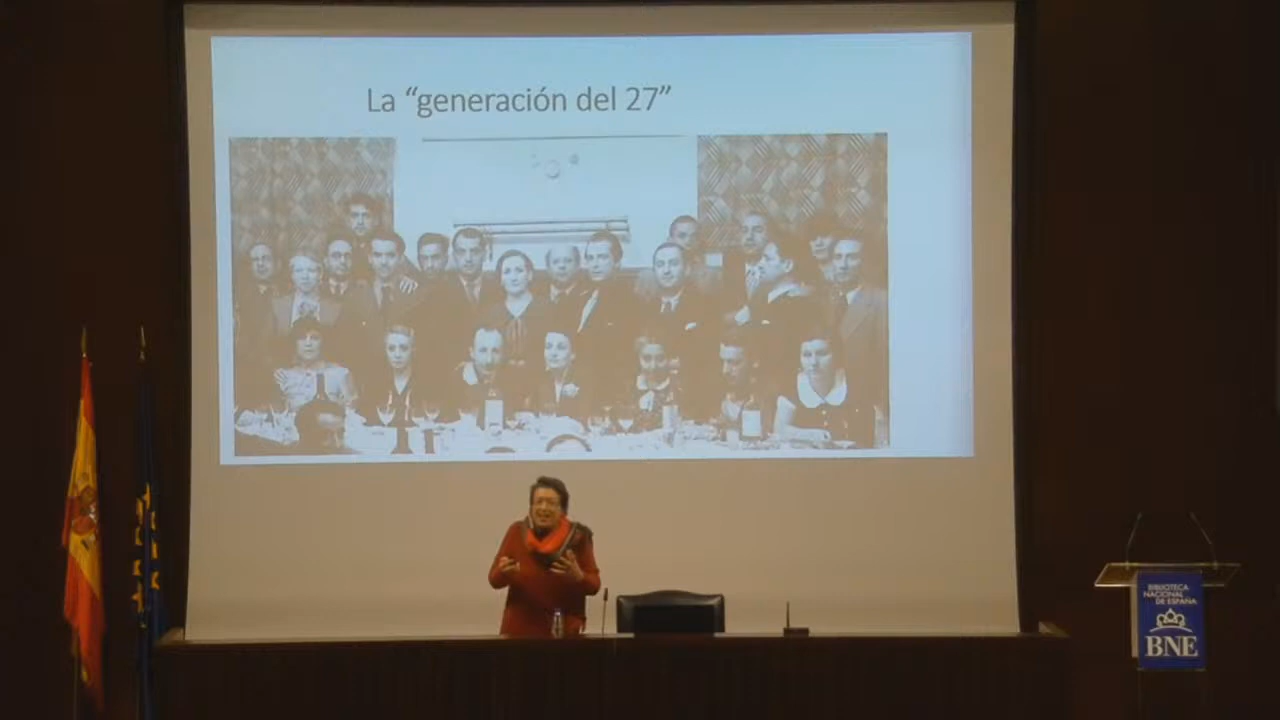 La “generación del 27”
BIBLIOTECA
NACIONAL
DE ESPAÑA
BNE